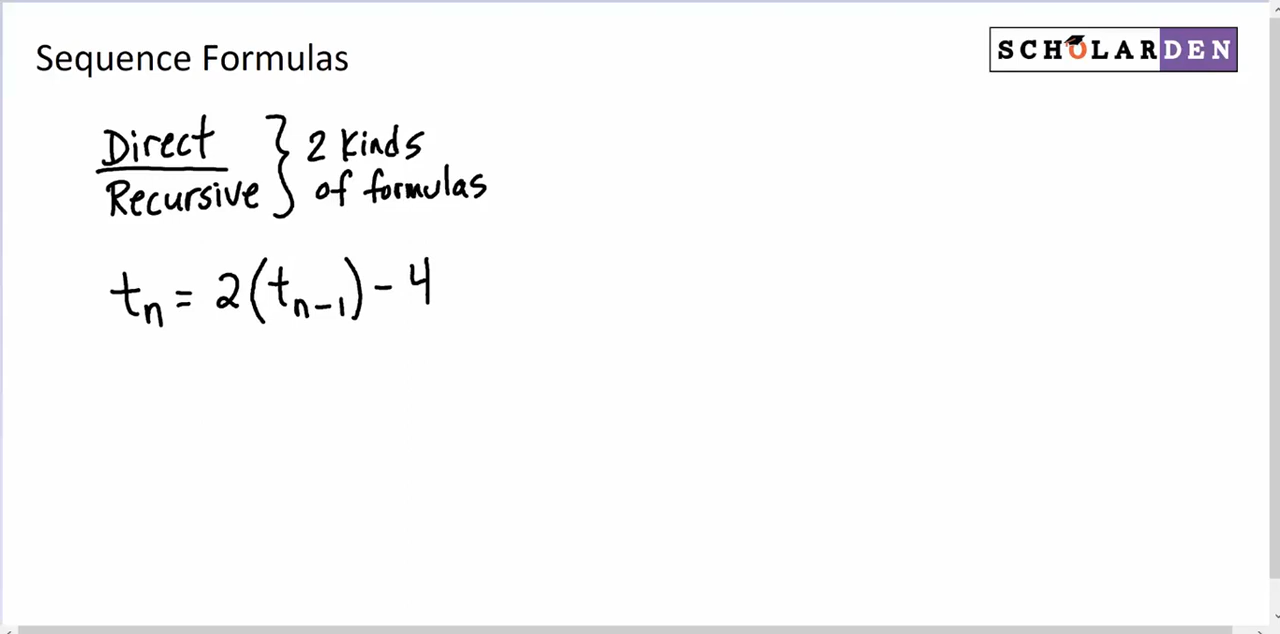 Sequence Formulas
SCHOLARDEN
Direct } 2 kinds
Recursive } of formulas
tₙ = 2(tₙ₋₁) - 4